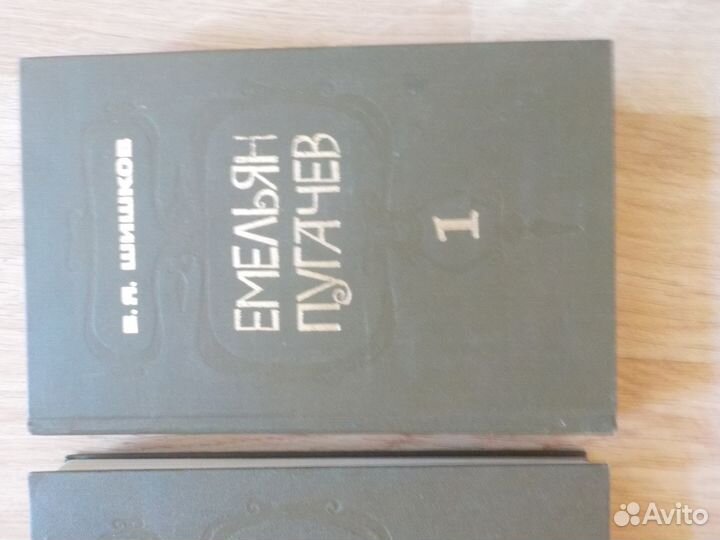 В. Я. ШИШКОВ
ЕМЕЛЬЯН
ПУГАЧЕВ
1
Avito